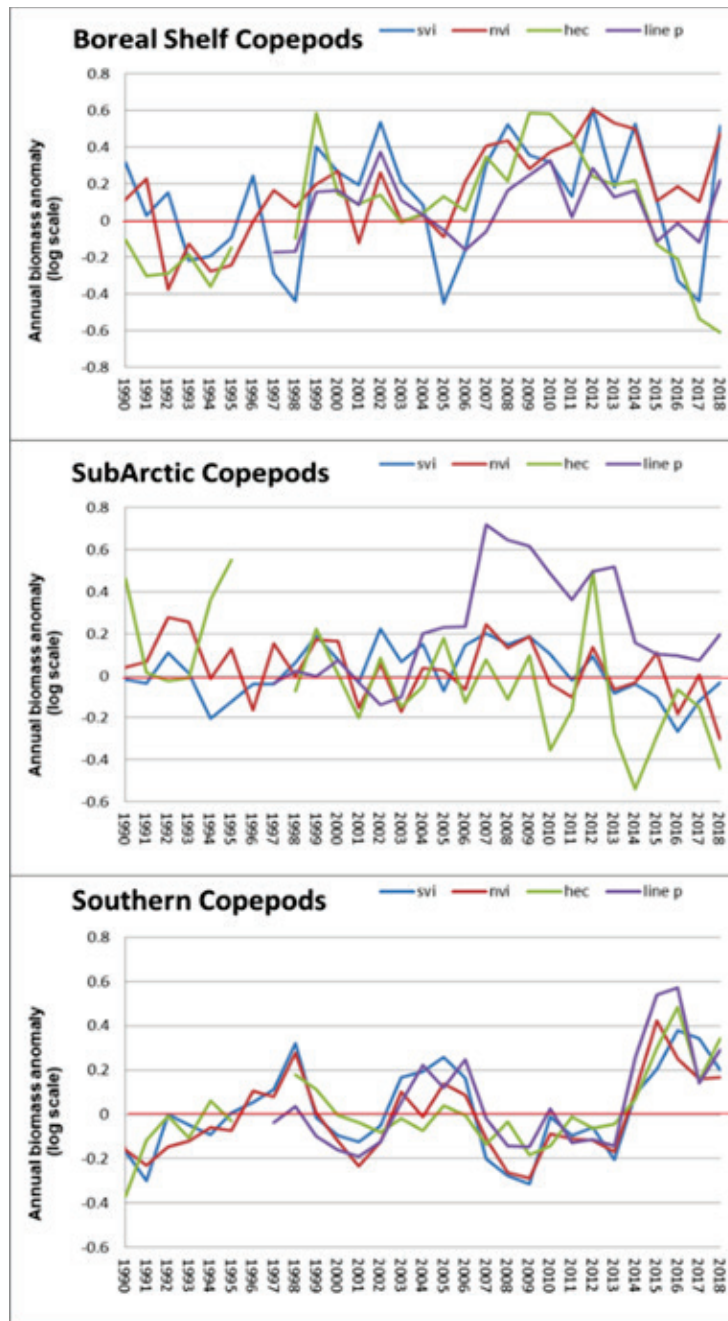 Boreal Shelf Copepods
svi nvi hec line p
Annual biomass anomaly
(log scale)
0.8
0.6
0.4
0.2
0
-0.2
-0.4
-0.6
-0.8
1990 1991 1992 1993 1994 1995 1996 1997 1998 1999 2000 2001 2002 2003 2004 2005 2006 2007 2008 2009 2010 2011 2012 2013 2014 2015 2016 2017 2018
SubArctic Copepods
svi nvi hec line p
Annual biomass anomaly
(log scale)
0.8
0.6
0.4
0.2
0
-0.2
-0.4
-0.6
1990 1991 1992 1993 1994 1995 1996 1997 1998 1999 2000 2001 2002 2003 2004 2005 2006 2007 2008 2009 2010 2011 2012 2013 2014 2015 2016 2017 2018
Southern Copepods
svi nvi hec line p
Annual biomass anomaly
(log scale)
0.8
0.6
0.4
0.2
0
-0.2
-0.4
-0.6
1990 1991 1992 1993 1994 1995 1996 1997 1998 1999 2000 2001 2002 2003 2004 2005 2006 2007 2008 2009 2010 2011 2012 2013 2014 2015 2016 2017 2018